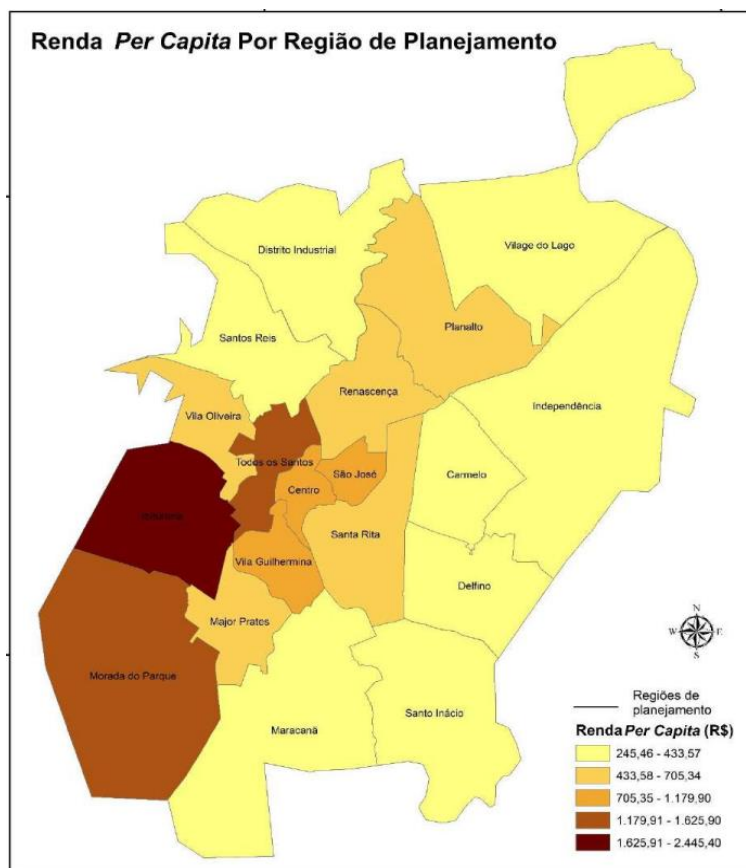 Renda Per Capita Por Região de Planejamento
Distrito Industrial
Vilage do Lago
Planalto
Santos Reis
Renascença
Independência
Vila Oliveira
Todos os Santos
São José
Carmelo
Centro
Santa Rita
Vila Guilhermina
Delfino
Major Prates
Morada do Parque
Santo Inácio
Maracanã
N
W E
S
Regiões de
planejamento
Renda Per Capita (R$)
245,46 - 433,57
433,58 - 705,34
705,35 - 1.179,90
1.179,91 - 1.625,90
1.625,91 - 2.445,40